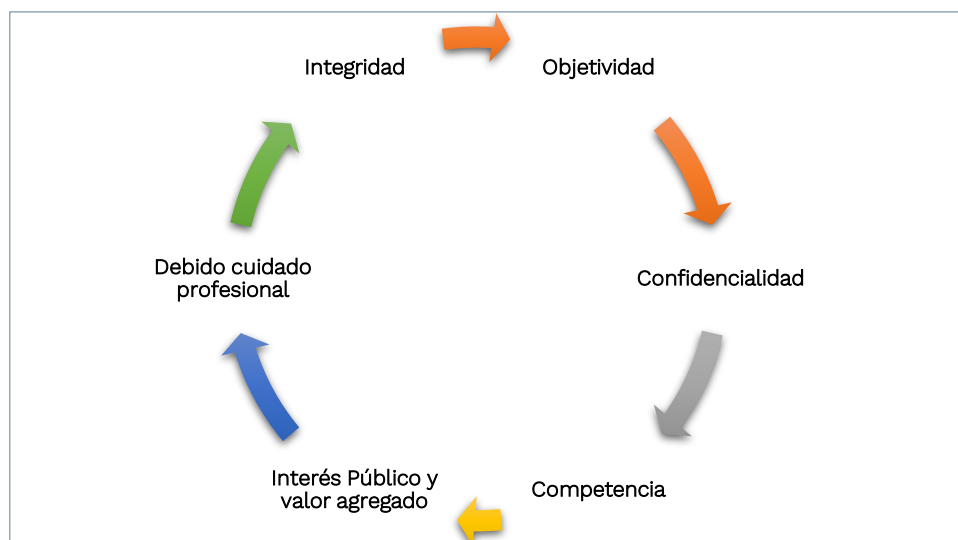 Integridad
Objetividad
Confidencialidad
Competencia
Interés Público y
valor agregado
Debido cuidado
profesional